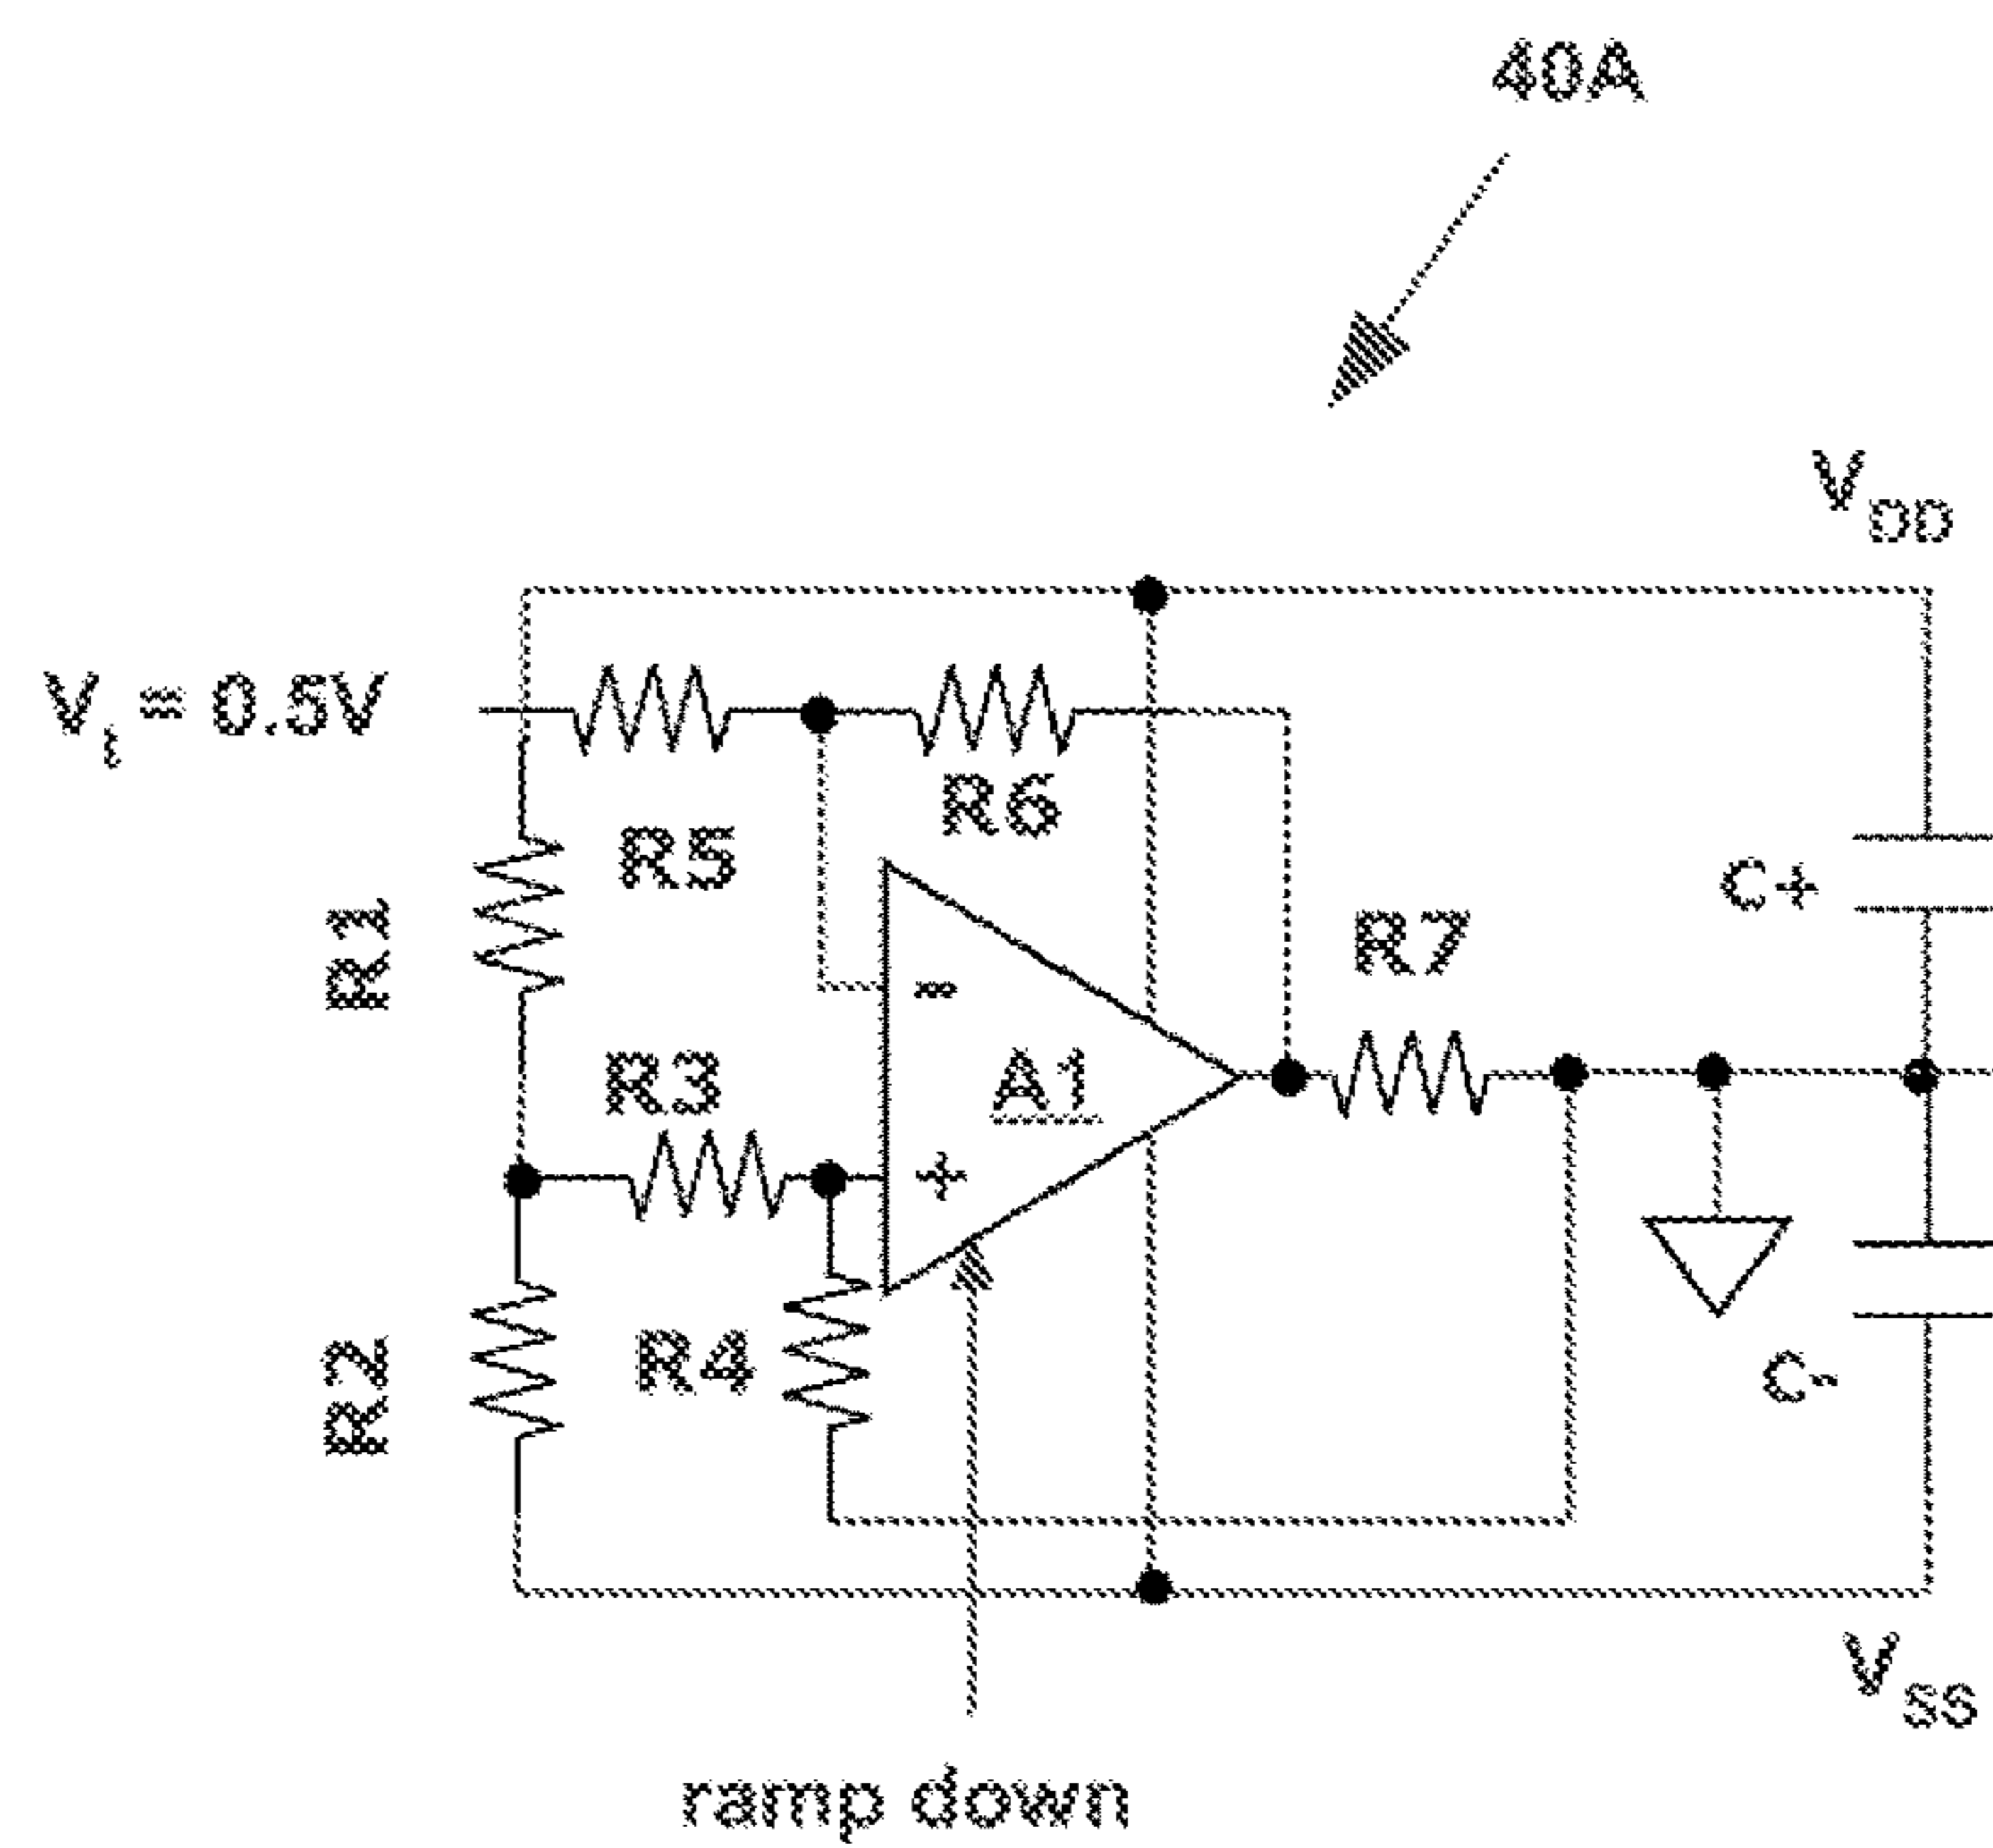 40A
VDD
Vt = 0.5V
R6
R5
C+
R1
R7
-
R3
A1
+
R2
R4
C-
VSS
ramp down